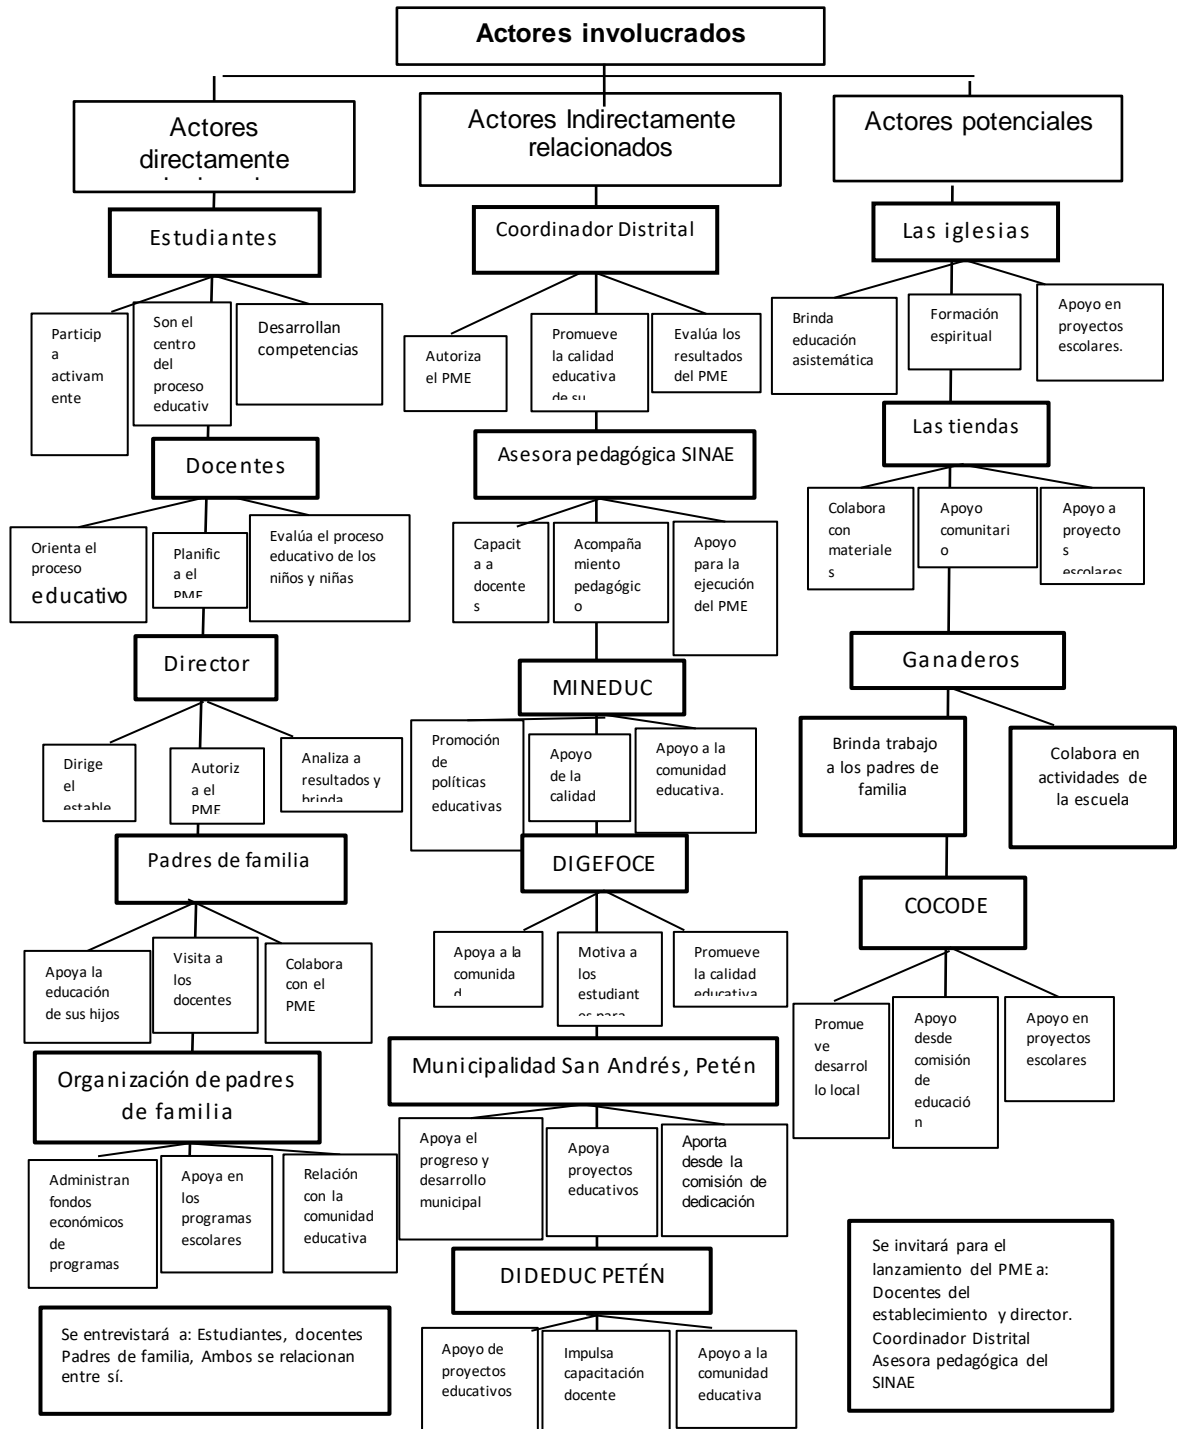 Actores involucrados
Actores
directamente
Actores Indirectamente
relacionados
Actores potenciales
Estudiantes
Particip
a
activam
ente
Son el
centro
del
proceso
educativ
Desarrollan
competencias
Docentes
Orienta el
proceso
educativo
Planific
a el
PME
Evalúa el proceso
educativo de los
niños y niñas
Director
Dirige
el
estable
Autoriz
a el PME
Analiza a
resultados y
brinda
Padres de familia
Apoya la
educación
de sus hijos
Visita a
los
docentes
Colabora
con el
PME
Organización de padres
de familia
Administran
fondos
económicos
de
programas
Apoya en
los
programas
escolares
Relación
con la
comunidad
educativa
Se entrevistará a: Estudiantes, docentes
Padres de familia, Ambos se relacionan
entre sí.
Coordinador Distrital
Autoriza
el PME
Promueve
la calidad
educativa
de su
Evalúa los
resultados
del PME
Asesora pedagógica SINAE
Capacit
a a
docente
s
Acompaña
miento
pedagógic
o
Apoyo
para la
ejecución
del PME
MINEDUC
Promoción
de
políticas
educativas
Apoyo
de la
calidad
Apoyo a la
comunidad
educativa.
DIGEFOCE
Apoya a la
comunida
d
Motiva a
los
estudiant
es para
Promueve
la calidad
educativa
Municipalidad San Andrés, Petén
Apoya el
progreso y
desarrollo
municipal
Apoya
proyectos
educativos
Aporta
desde la
comisión de
dedicación
DIDEDUC PETÉN
Apoyo de
proyectos
educativos
Impulsa
capacitación
docente
Apoyo a la
comunidad
educativa
Las iglesias
Brinda
educación
asistemática
Formación
espiritual
Apoyo en
proyectos
escolares.
Las tiendas
Colabora
con
materiale
s
Apoyo
comunitari
o
Apoyo a
proyect
os
escolares
Ganaderos
Brinda trabajo
a los padres de
familia
Colabora en
actividades de
la escuela
COCODE
Promue
ve
desarrol
lo local
Apoyo
desde
comisión
de
educació
n
Apoyo en
proyectos
escolares
Se invitará para el
lanzamiento del PME a:
Docentes del
establecimiento y director.
Coordinador Distrital
Asesora pedagógica del
SINAE